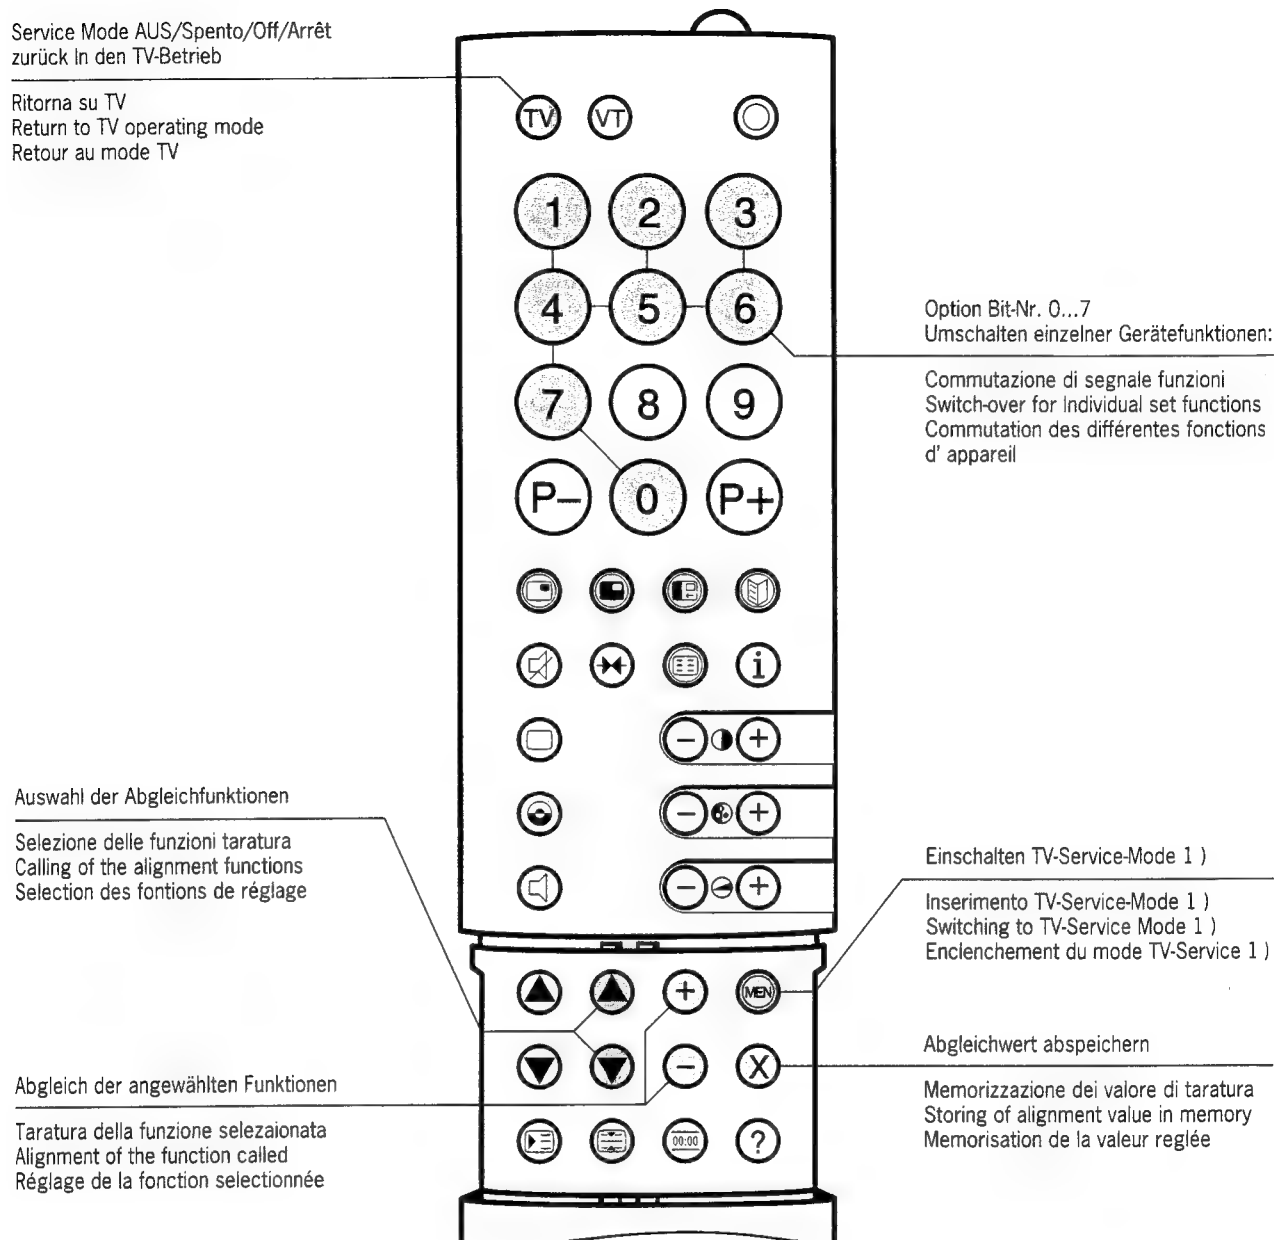 Service Mode AUS/Spento/Off/Arrêt
zurück In den TV-Betrieb
Ritorna su TV
Return to TV operating mode
Retour au mode TV
TV VT
1 2 3
4 5 6
7 8 9
P– 0 P+
Option Bit-Nr. 0...7
Umschalten einzelner Gerätefunktionen:
Commutazione di segnale funzioni
Switch-over for Individual set functions
Commutation des différentes fonctions
d' appareil
i
– +
– +
– +
Auswahl der Abgleichfunktionen
Selezione delle funzioni taratura
Calling of the alignment functions
Selection des fontions de réglage
Einschalten TV-Service-Mode 1 )
Inserimento TV-Service-Mode 1 )
Switching to TV-Service Mode 1 )
Enclenchement du mode TV-Service 1 )
+ MEN
– X
00:00 ?
Abgleich der angewählten Funktionen
Taratura della funzione selezaionata
Alignment of the function called
Réglage de la fonction selectionnée
Abgleichwert abspeichern
Memorizzazione dei valore di taratura
Storing of alignment value in memory
Memorisation de la valeur reglée